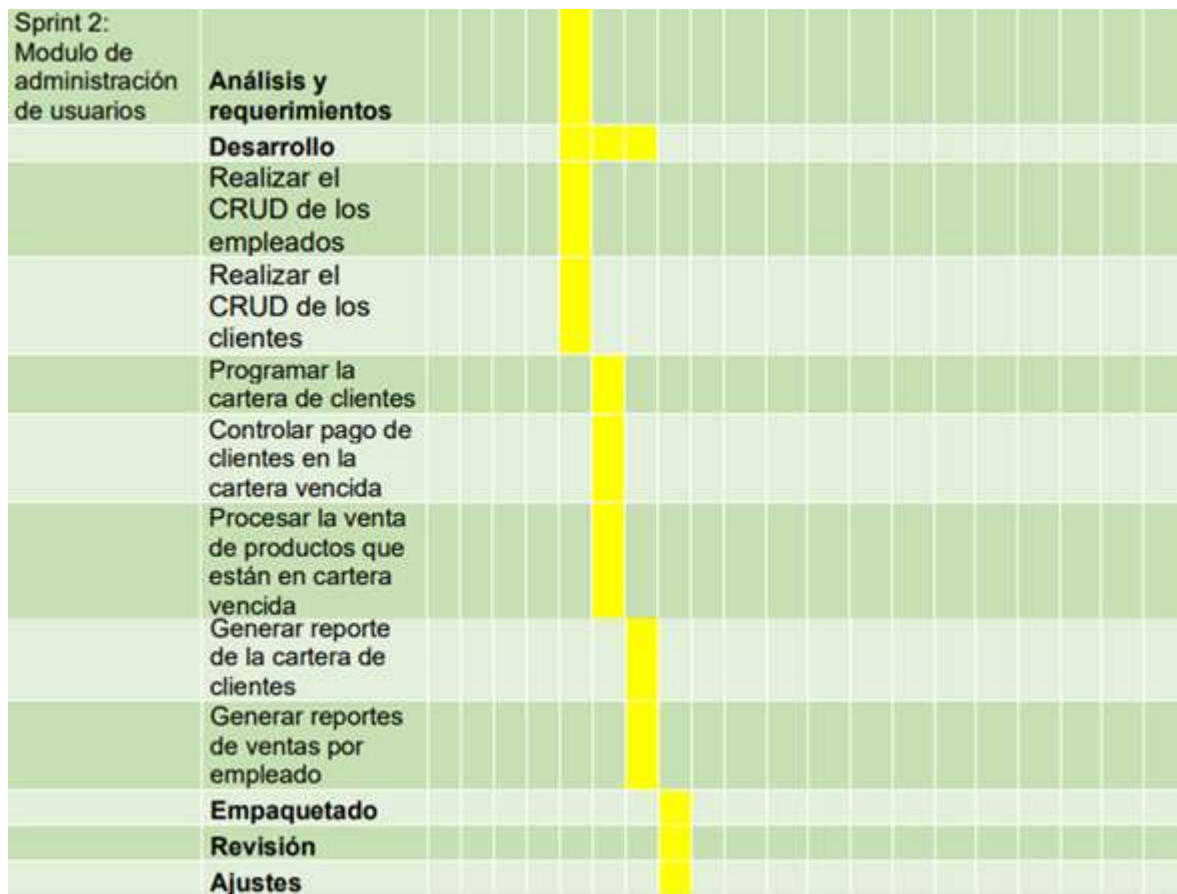 Sprint 2:
Modulo de
administración
de usuarios
Análisis y
requerimientos
Desarrollo
Realizar el
CRUD de los
empleados
Realizar el
CRUD de los
clientes
Programar la
cartera de clientes
Controlar pago de
clientes en la
cartera vencida
Procesar la venta
de productos que
están en cartera
vencida
Generar reporte
de la cartera de
clientes
Generar reportes
de ventas por
empleado
Empaquetado
Revisión
Ajustes